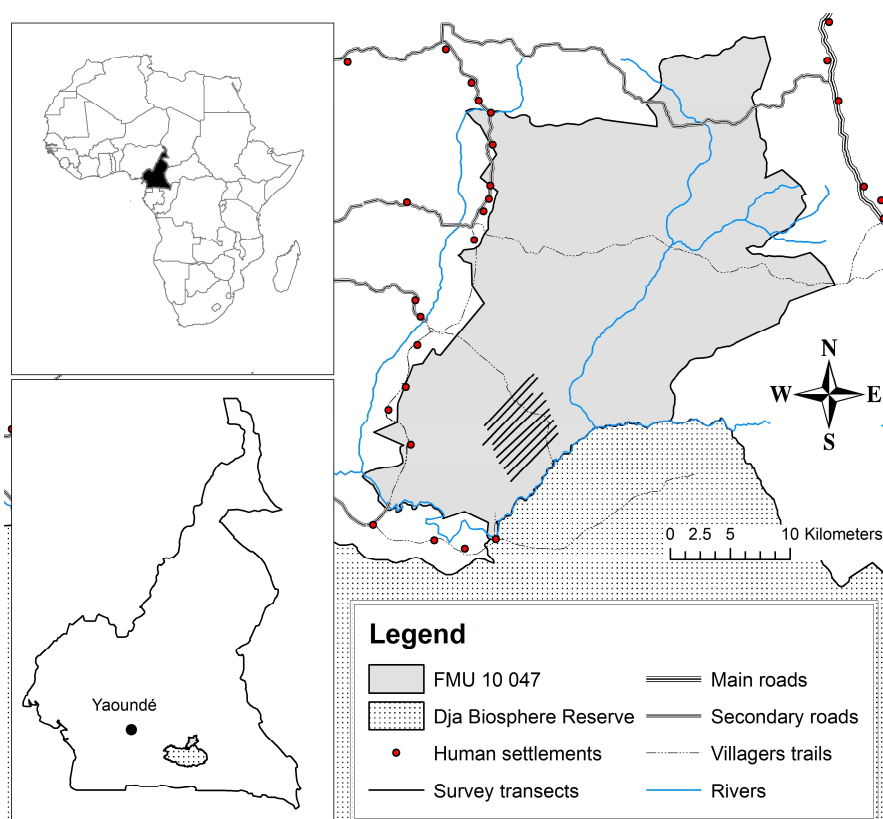 N
W E
S
0 2.5 5 10 Kilometers
Yaoundé
Legend
FMU 10 047
Dja Biosphere Reserve
Human settlements
Survey transects
Main roads
Secondary roads
Villagers trails
Rivers